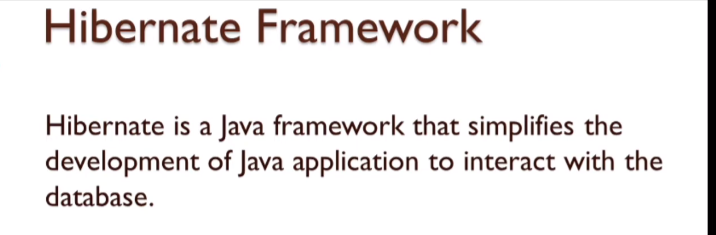 Hibernate Framework
Hibernate is a Java framework that simplifies the
development of Java application to interact with the
database.